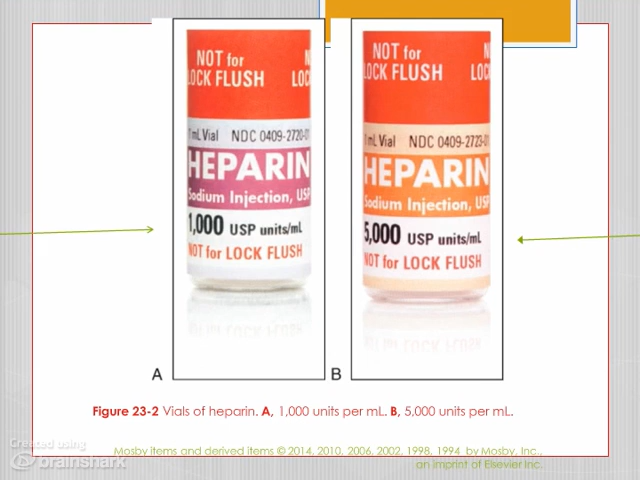 NOT for
LOCK FLUSH
1 mL Vial NDC 0409-2720-01
HEPARIN
Sodium Injection, USP
1,000 USP units/mL
NOT for LOCK FLUSH
A
NOT for
LOCK FLUSH
LOC
1 mL Vial NDC 0409-2723-01
HEPARIN
Sodium Injection, USP
5,000 USP units/mL
NOT for LOCK FLUSH
B
Figure 23-2 Vials of heparin. A, 1,000 units per mL. B, 5,000 units per mL.
Created using
brainshark
Mosby items and derived items © 2014, 2010, 2006, 2002, 1998, 1994 by Mosby, Inc.,
an imprint of Elsevier Inc.